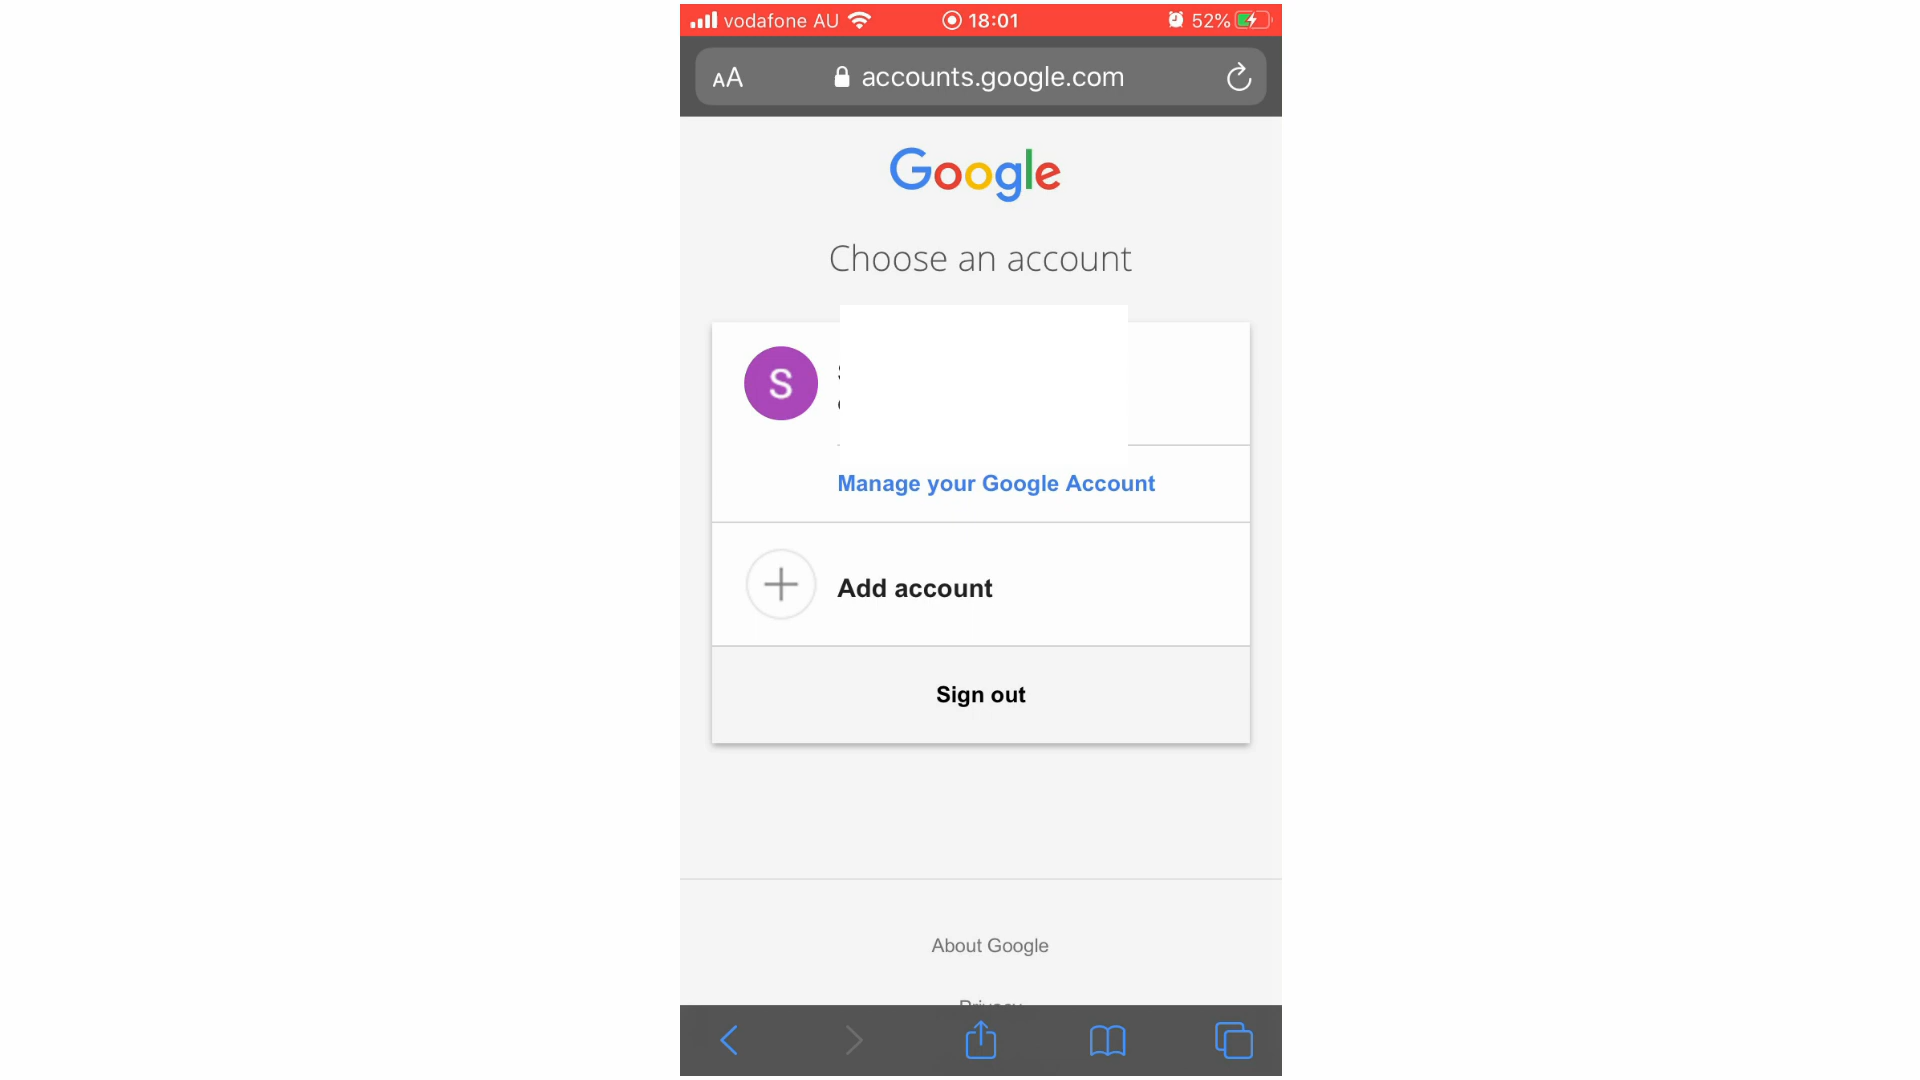 vodafone AU 18:01 52%
AA accounts.google.com
Google
Choose an account
S
Manage your Google Account
Add account
Sign out
About Google